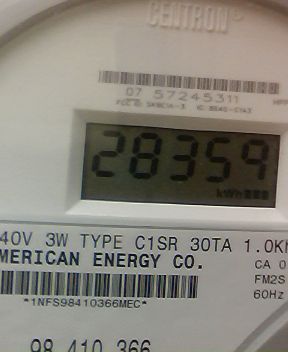 CENTRON®
07 57245311
28359
kWh
40V 3W TYPE C1SR 30TA 1.0K
MERICAN ENERGY CO.
CA 0
FM2S
60Hz
*1NFS98410366MEC*
98 410 366